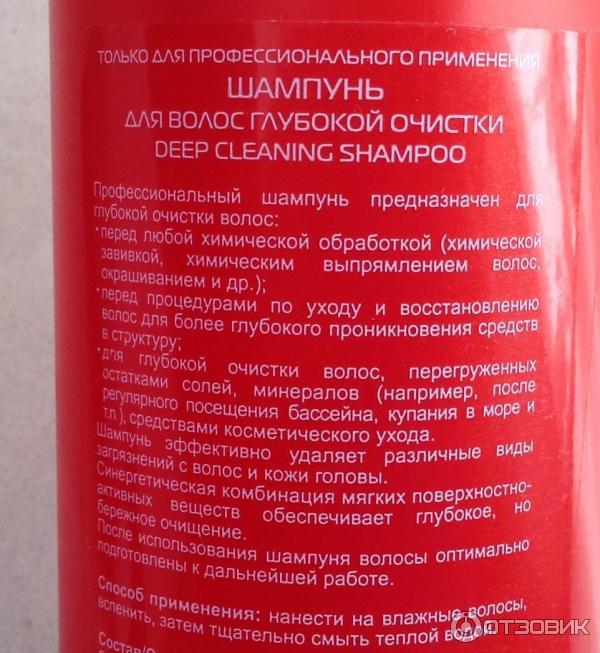 ТОЛЬКО ДЛЯ ПРОФЕССИОНАЛЬНОГО ПРИМЕНЕНИЯ
ШАМПУНЬ
ДЛЯ ВОЛОС ГЛУБОКОЙ ОЧИСТКИ
DEEP CLEANING SHAMPOO
Профессиональный шампунь предназначен для
глубокой очистки волос:
•перед любой химической обработкой (химической
завивкой, химическим выпрямлением волос,
окрашиванием и др.);
•перед процедурами по уходу и восстановлению
волос для более глубокого проникновения средств
в структуру;
•для глубокой очистки волос, перегруженных
остатками солей, минералов (например, после
регулярного посещения бассейна, купания в море и
т.п.), средствами косметического ухода.
Шампунь эффективно удаляет различные виды
загрязнений с волос и кожи головы.
Синергетическая комбинация мягких поверхностно-
активных веществ обеспечивает глубокое, но
бережное очищение.
После использования шампуня волосы оптимально
подготовлены к дальнейшей работе.
Способ применения: нанести на влажные волосы,
вспенить, затем тщательно смыть теплой водой.
Состав/
ОТЗОВИК